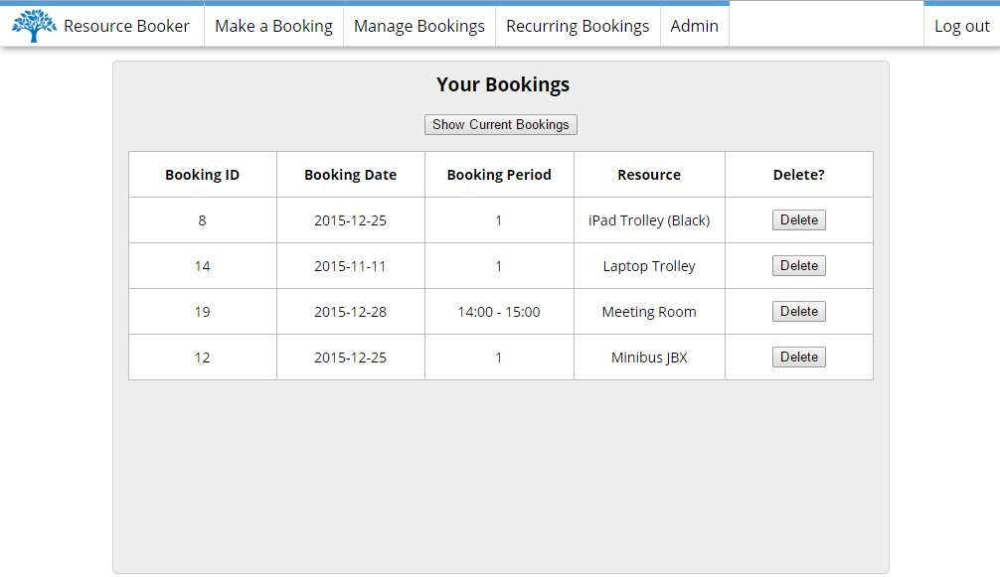 Resource Booker Make a Booking Manage Bookings Recurring Bookings Admin Log out
Your Bookings
Show Current Bookings
Booking ID Booking Date Booking Period Resource Delete?
8 2015-12-25 1 iPad Trolley (Black) Delete
14 2015-11-11 1 Laptop Trolley Delete
19 2015-12-28 14:00 - 15:00 Meeting Room Delete
12 2015-12-25 1 Minibus JBX Delete